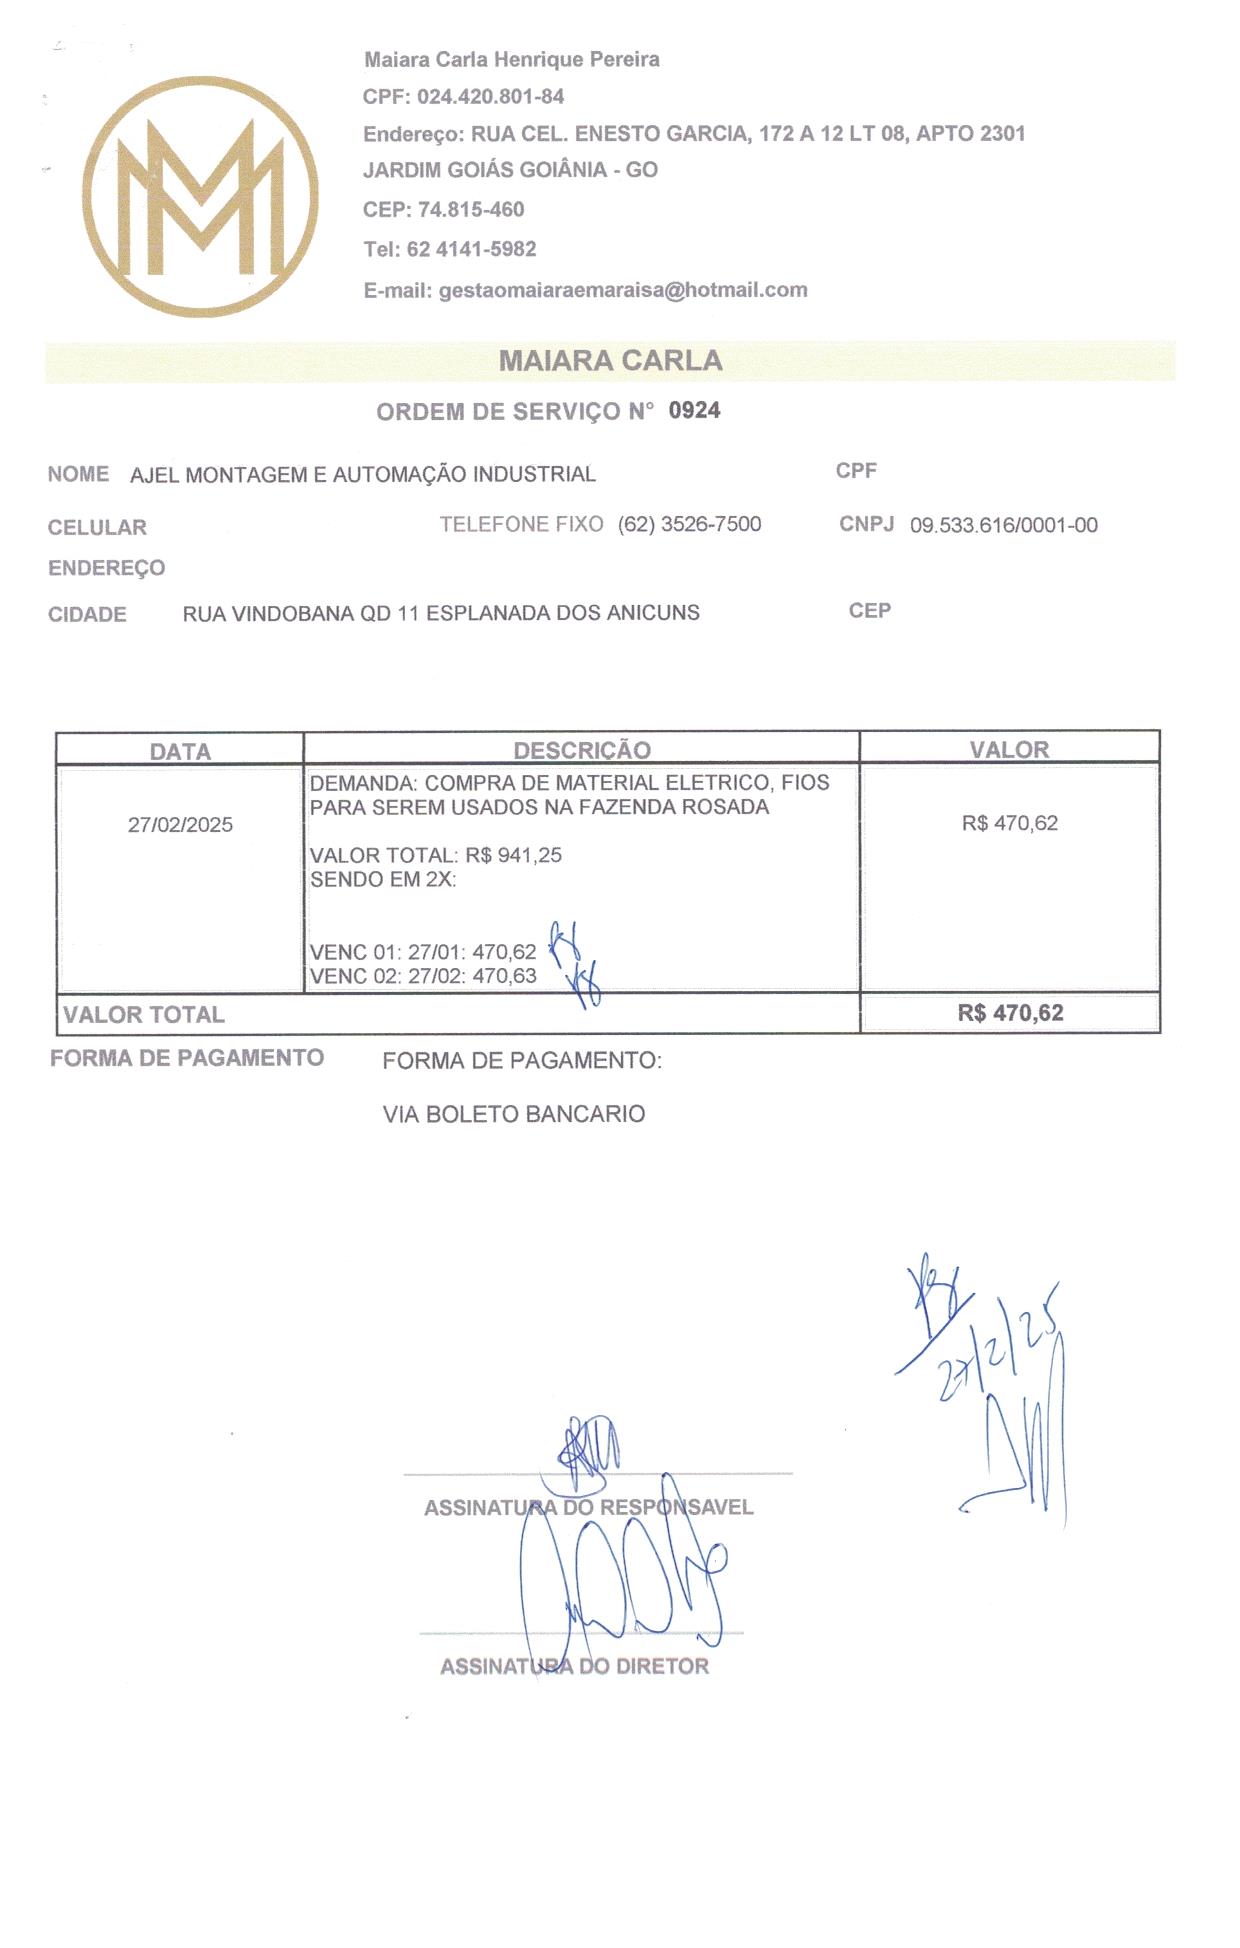 Maiara Carla Henrique Pereira
CPF: 024.420.801-84
Endereço: RUA CEL. ENESTO GARCIA, 172 A 12 LT 08, APTO 2301
JARDIM GOIÁS GOIÂNIA - GO
CEP: 74.815-460
Tel: 62 4141-5982
E-mail: gestaomaiaraemaraisa@hotmail.com
MM
MAIARA CARLA
ORDEM DE SERVIÇO N° 0924
NOME AJEL MONTAGEM E AUTOMAÇÃO INDUSTRIAL CPF
CELULAR TELEFONE FIXO (62) 3526-7500 CNPJ 09.533.616/0001-00
ENDEREÇO
CIDADE RUA VINDOBANA QD 11 ESPLANADA DOS ANICUNS CEP
DATA DESCRIÇÃO VALOR
DEMANDA: COMPRA DE MATERIAL ELETRICO, FIOS
PARA SEREM USADOS NA FAZENDA ROSADA
27/02/2025 R$ 470,62
VALOR TOTAL: R$ 941,25
SENDO EM 2X:
VENC 01: 27/01: 470,62
VENC 02: 27/02: 470,63
VALOR TOTAL R$ 470,62
FORMA DE PAGAMENTO FORMA DE PAGAMENTO:
VIA BOLETO BANCARIO
27/2/25
ASSINATURA DO RESPONSAVEL
ASSINATURA DO DIRETOR